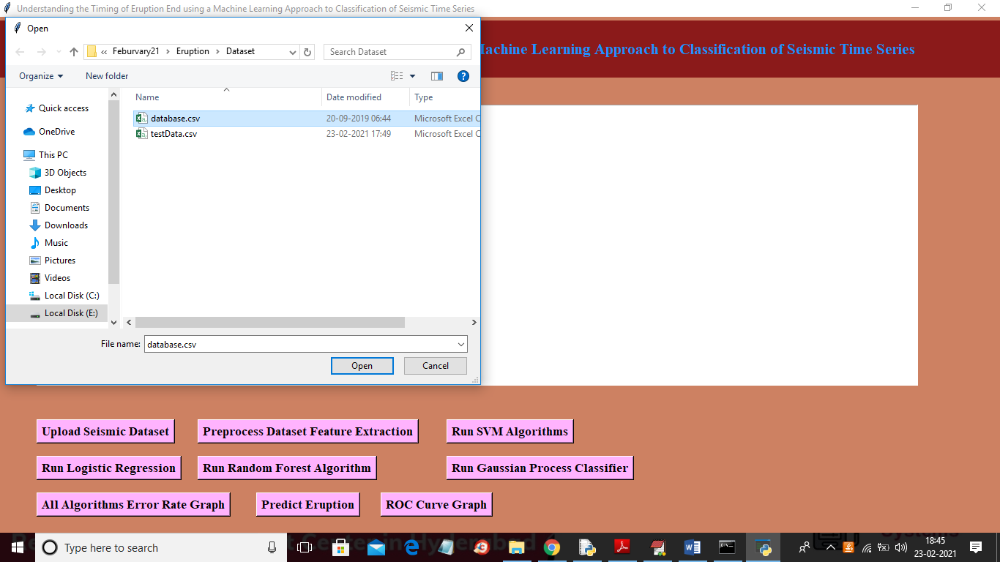 Understanding the Timing of Eruption End using a Machine Learning Approach to Classification of Seismic Time Series
Open
Machine Learning Approach to Classification of Seismic Time Series
« Feburvary21 › Eruption › Dataset
Search Dataset
Organize
New folder
Name
Date modified
Type
Quick access
OneDrive
This PC
3D Objects
Desktop
Documents
Downloads
Music
Pictures
Videos
Local Disk (C:)
Local Disk (E:)
database.csv 20-09-2019 06:44 Microsoft Excel C
testData.csv 23-02-2021 17:49 Microsoft Excel C
File name: database.csv
Open
Cancel
Upload Seismic Dataset
Preprocess Dataset Feature Extraction
Run SVM Algorithms
Run Logistic Regression
Run Random Forest Algorithm
Run Gaussian Process Classifier
All Algorithms Error Rate Graph
Predict Eruption
ROC Curve Graph
Type here to search
Center in Hyderabad
Systems
18:45
23-02-2021